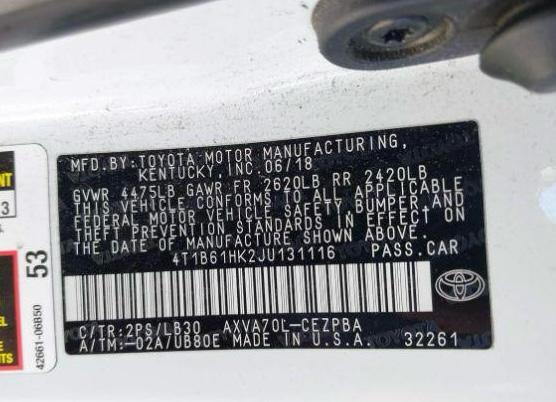 MFD.BY:TOYOTA MOTOR MANUFACTURING,
KENTUCKY, INC.06/18
GVWR 4475LB GAWR FR 2620LB RR 2420LB
THIS VEHICLE CONFORMS TO ALL APPLICABLE
FEDERAL MOTOR VEHICLE SAFETY, BUMPER AND
THEFT PREVENTION STANDARDS IN EFFECT ON
THE DATE OF MANUFACTURE SHOWN ABOVE.
4T1B61HK2JU131116 PASS.CAR
C/TR:2PS/LB30 AXVA70L-CEZPBA
A/TM:-02A/UB80E MADE IN U.S.A. 32261
TOYOTA
53
42661-06B50